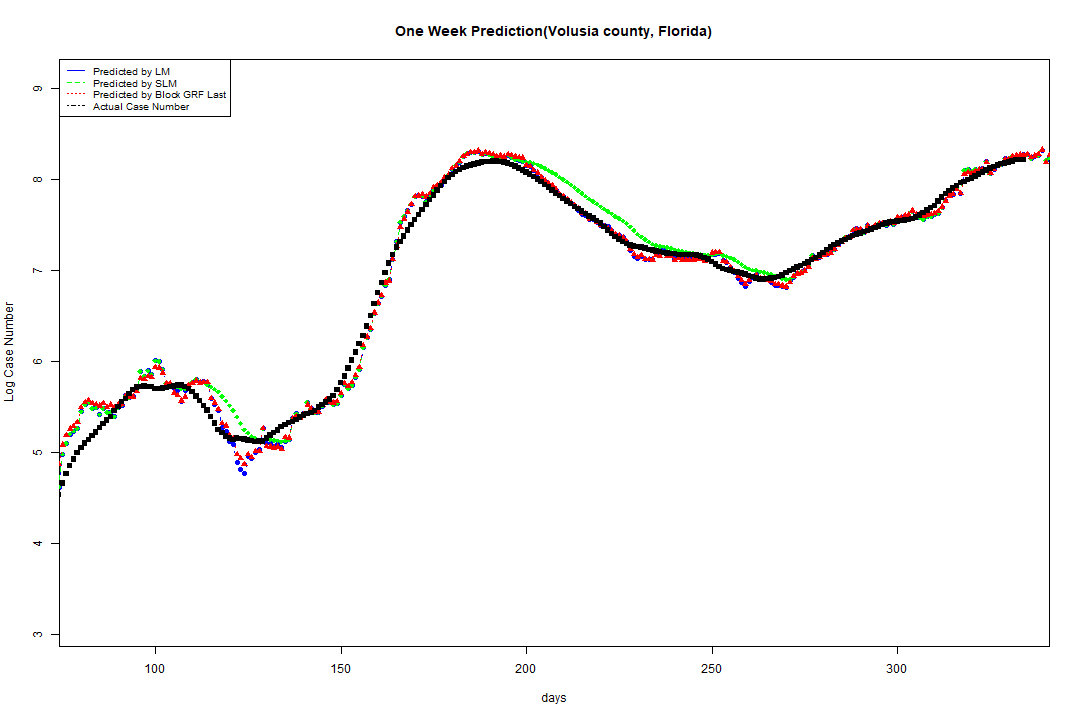 One Week Prediction(Volusia county, Florida)
Predicted by LM
Predicted by SLM
Predicted by Block GRF Last
Actual Case Number
9
8
7
6
5
4
3
Log Case Number
100 150 200 250 300
days